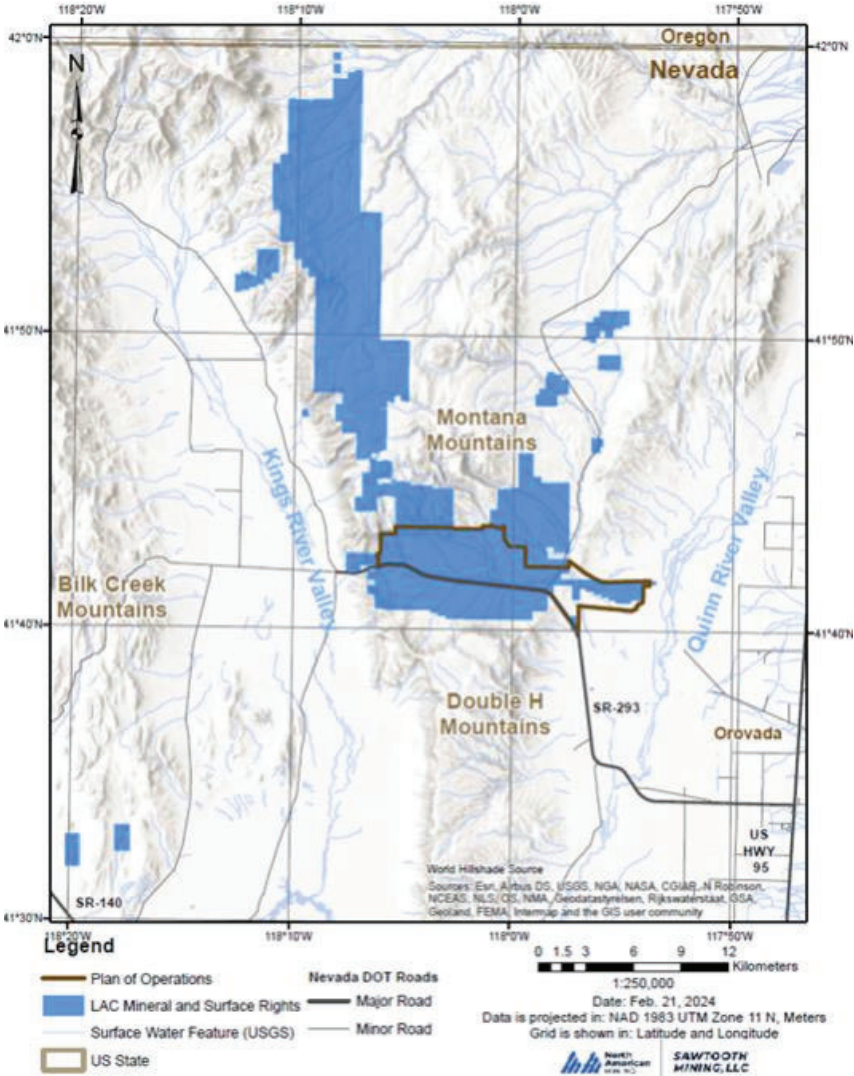 118°20'W 118°10'W 118°0'W 117°50'W
42°0'N
42°0'N
Oregon
Nevada
N
41°50'N
41°50'N
Montana
Mountains
Kings River Valley
Quinn River Valley
Bilk Creek
Mountains
41°40'N
41°40'N
Double H
Mountains
SR-293
Orovada
US
HWY
95
World Hillshade Source
Sources: Esri, Airbus DS, USGS, NGA, NASA, CGIAR, N Robinson,
NCEAS, NLS, OS, NMA, Geodatastyrelsen, Rijkswaterstaat, GSA,
Geoland, FEMA, Intermap and the GIS user community
SR-140
41°30'N
118°20'W 118°10'W 118°0'W 117°50'W
Legend
Plan of Operations
LAC Mineral and Surface Rights
Surface Water Feature (USGS)
US State
Nevada DOT Roads
Major Road
Minor Road
0 1.5 3 6 9 12
Kilometers
1:250,000
Date: Feb. 21, 2024
Data is projected in: NAD 1983 UTM Zone 11 N, Meters
Grid is shown in: Latitude and Longitude
North
American
SAWTOOTH
MINING, LLC